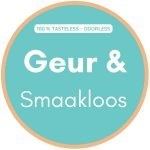 100% TASTELESS - ODORLESS
Geur &
Smaakloos